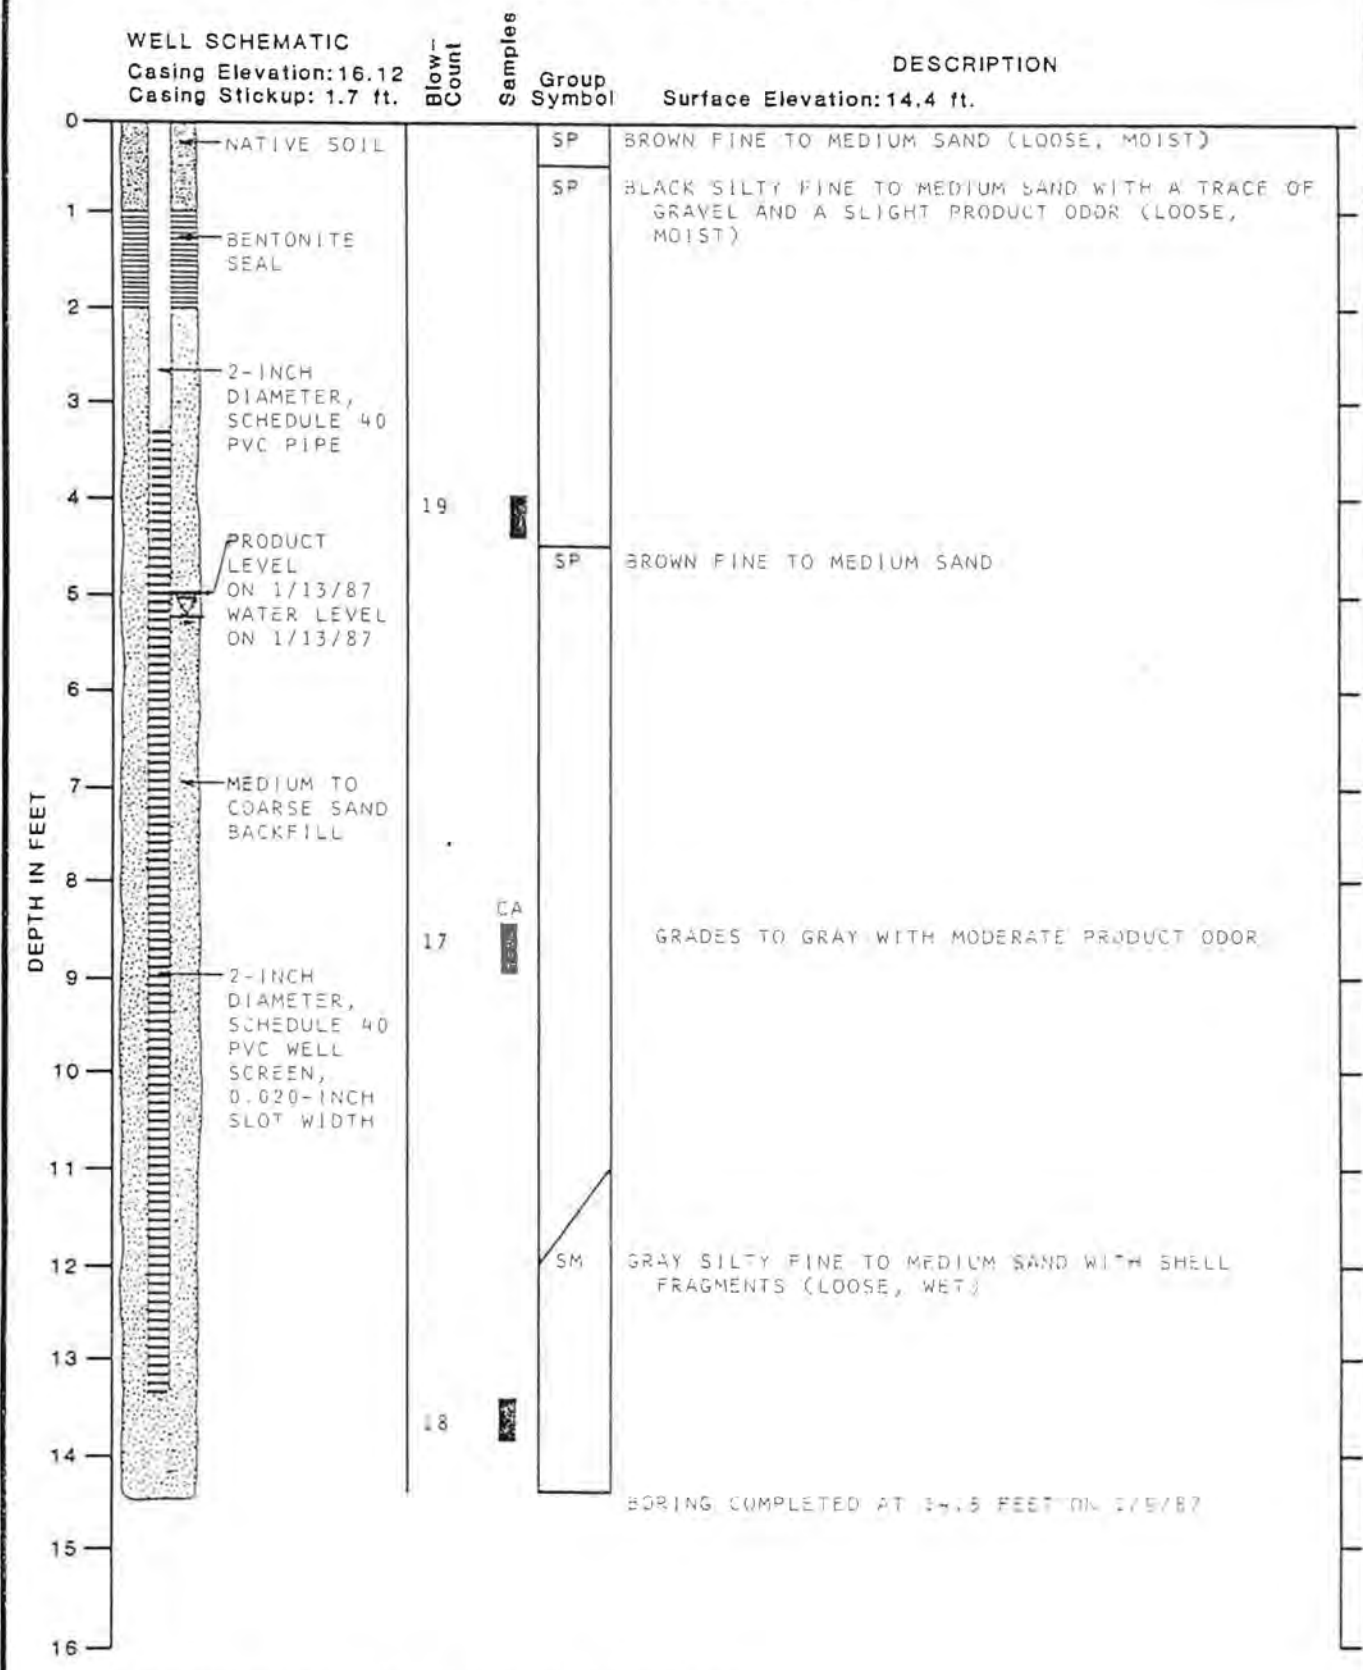 WELL SCHEMATIC
Casing Elevation: 16.12
Casing Stickup: 1.7 ft.
Blow-
Count
Samples
Group
Symbol
DESCRIPTION
Surface Elevation: 14.4 ft.
DEPTH IN FEET
0
1
2
3
4
5
6
7
8
9
10
11
12
13
14
15
16
NATIVE SOIL
BENTONITE
SEAL
2-INCH
DIAMETER,
SCHEDULE 40
PVC PIPE
PRODUCT
LEVEL
ON 1/13/87
WATER LEVEL
ON 1/13/87
MEDIUM TO
COARSE SAND
BACKFILL
2-INCH
DIAMETER,
SCHEDULE 40
PVC WELL
SCREEN,
0.020-INCH
SLOT WIDTH
19
CA
17
18
SP
BROWN FINE TO MEDIUM SAND (LOOSE, MOIST)
SP
BLACK SILTY FINE TO MEDIUM SAND WITH A TRACE OF
GRAVEL AND A SLIGHT PRODUCT ODOR (LOOSE,
MOIST)
SP
BROWN FINE TO MEDIUM SAND
GRADES TO GRAY WITH MODERATE PRODUCT ODOR
SM
GRAY SILTY FINE TO MEDIUM SAND WITH SHELL
FRAGMENTS (LOOSE, WET)
BORING COMPLETED AT FEET ON